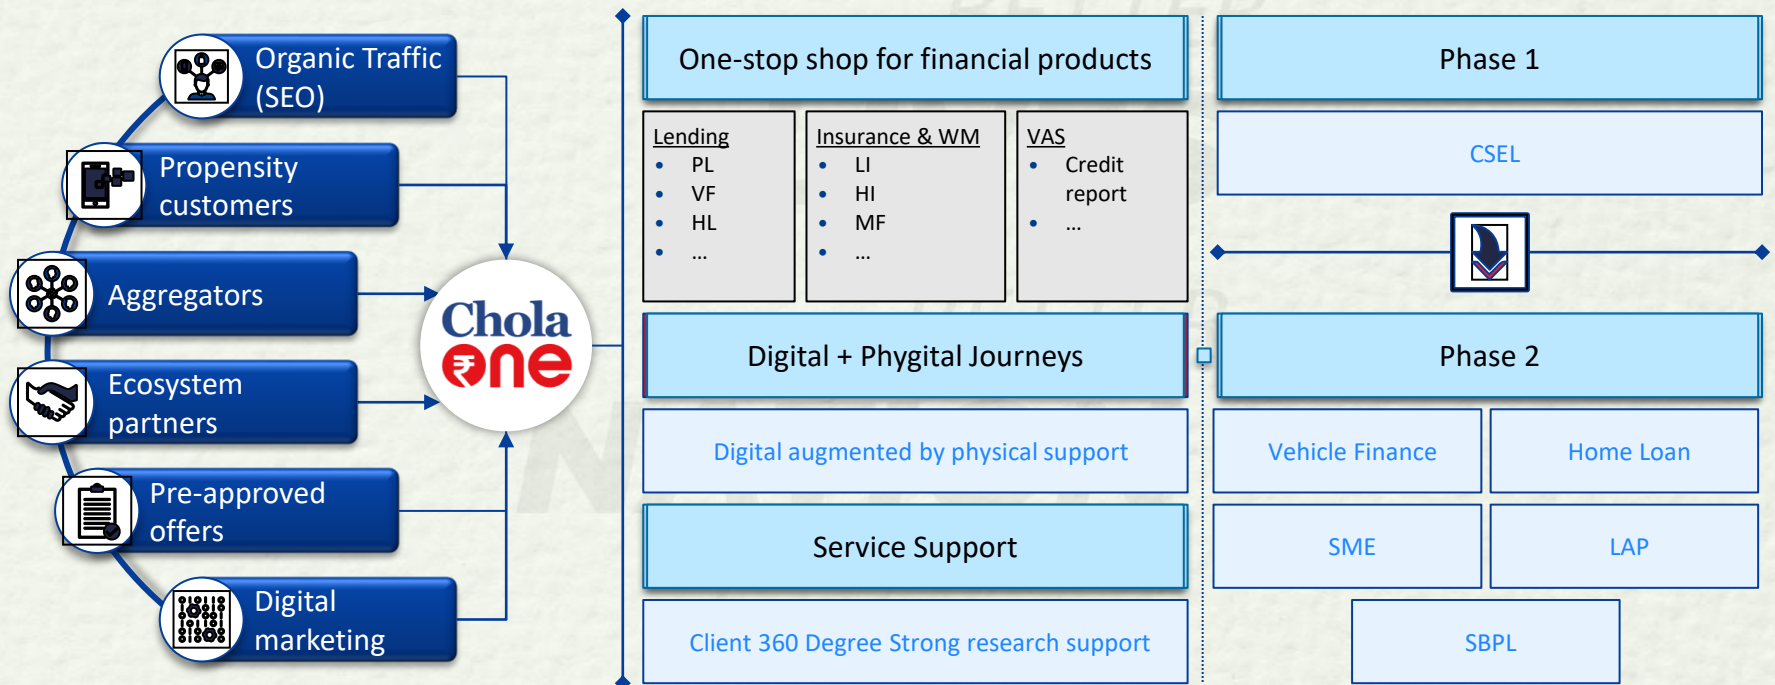 Organic Traffic
(SEO)
Propensity
customers
Aggregators
Ecosystem
partners
Pre-approved
offers
Digital
marketing
Chola
₹one
One-stop shop for financial products
Lending
• PL
• VF
• HL
• ...
Insurance & WM
• LI
• HI
• MF
• ...
VAS
• Credit
report
• ...
Digital + Phygital Journeys
Digital augmented by physical support
Service Support
Client 360 Degree Strong research support
Phase 1
CSEL
Phase 2
Vehicle Finance
Home Loan
SME
LAP
SBPL